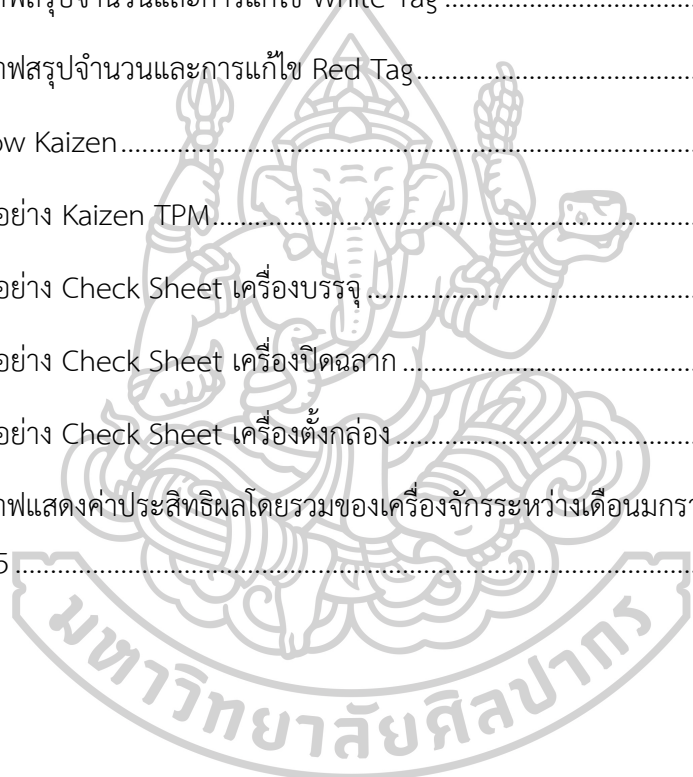 าฟสรุปจำนวนและการแก้ไข White Tag ........................................
าฟสรุปจำนวนและการแก้ไข Red Tag........................................
ow Kaizen........................................
อย่าง Kaizen TPM........................................
อย่าง Check Sheet เครื่องบรรจุ ........................................
อย่าง Check Sheet เครื่องปิดฉลาก ........................................
อย่าง Check Sheet เครื่องตั้งกล่อง ........................................
าฟแสดงค่าประสิทธิผลโดยรวมของเครื่องจักรระหว่างเดือนมกรา
5 ........................................
มหาวิทยาลัยศิลปากร